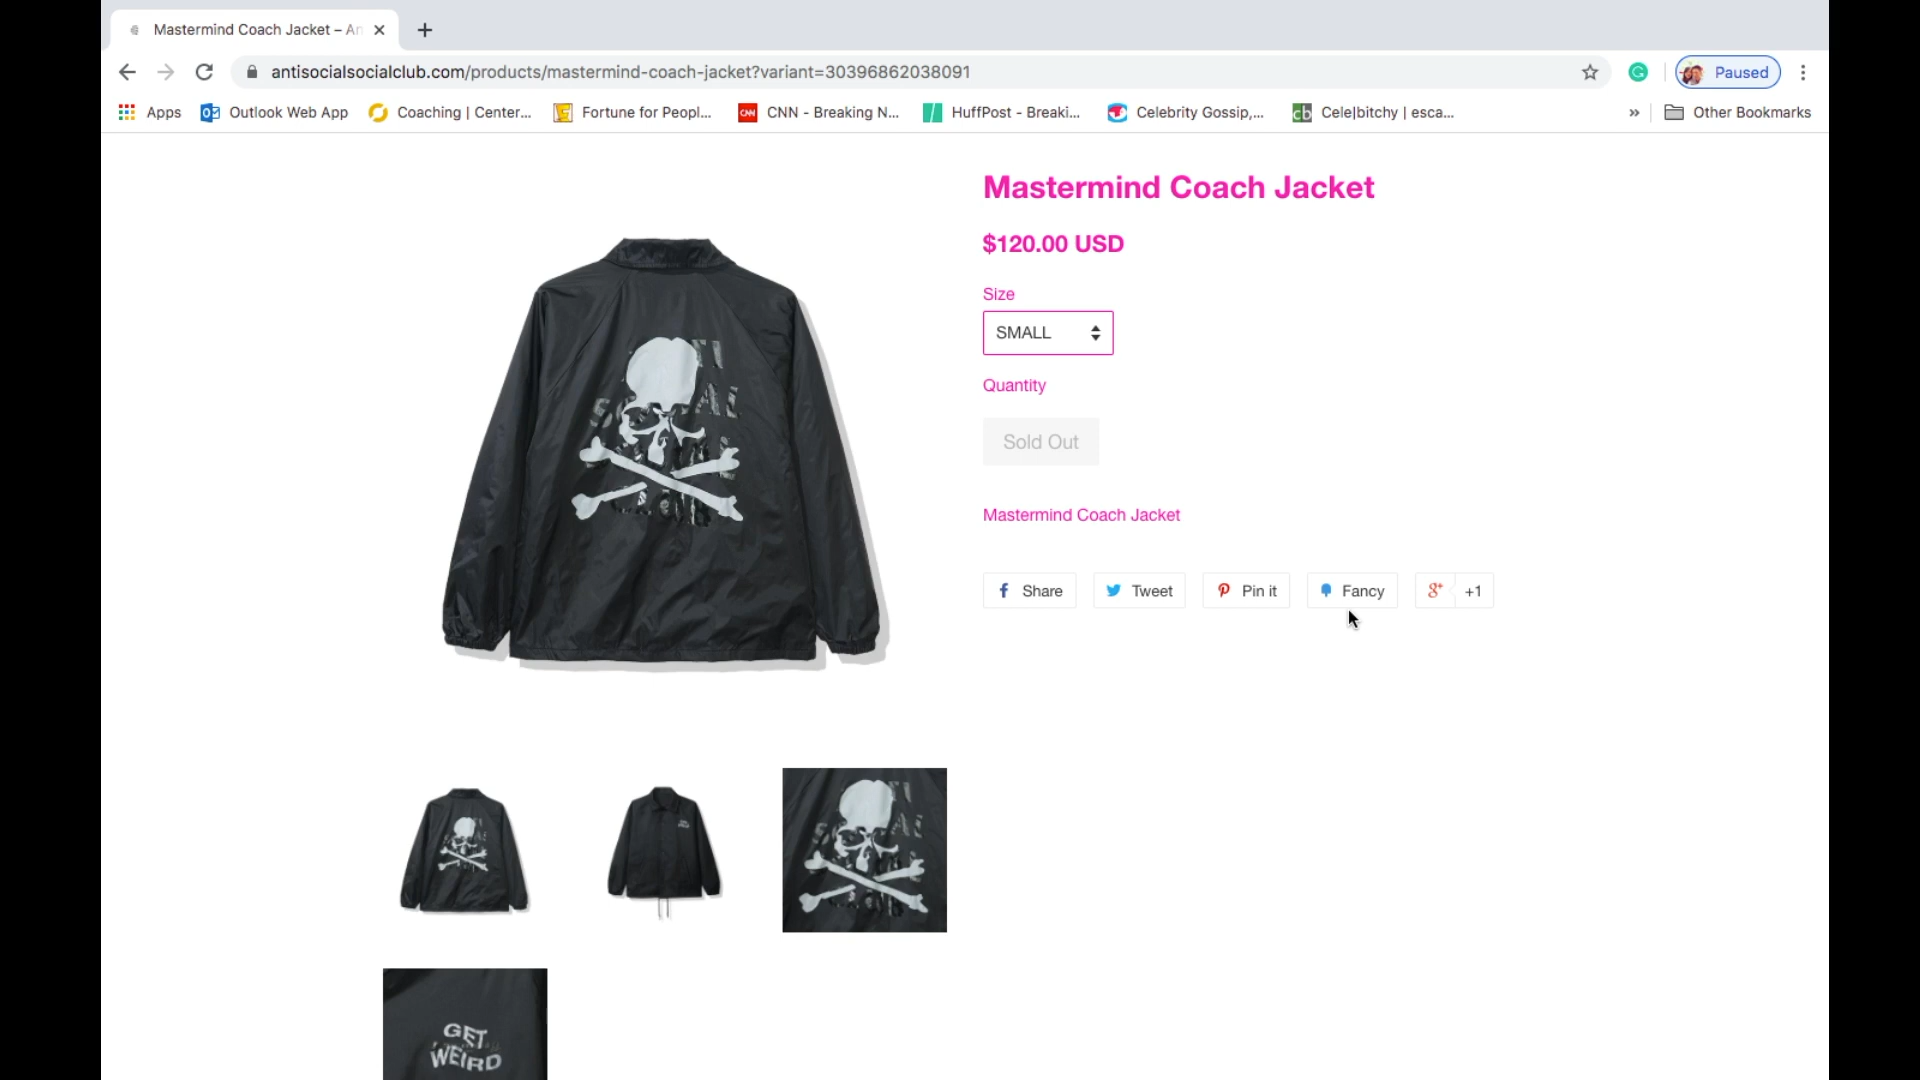 Mastermind Coach Jacket – An
antisocialsocialclub.com/products/mastermind-coach-jacket?variant=30396862038091
Paused
Apps
Outlook Web App
Coaching | Center...
Fortune for Peopl...
CNN - Breaking N...
HuffPost - Breaki...
Celebrity Gossip,...
Cele|bitchy | esca...
»
Other Bookmarks
Mastermind Coach Jacket
$120.00 USD
Size
SMALL
Quantity
Sold Out
Mastermind Coach Jacket
Share
Tweet
Pin it
Fancy
+1
GET
WEIRD